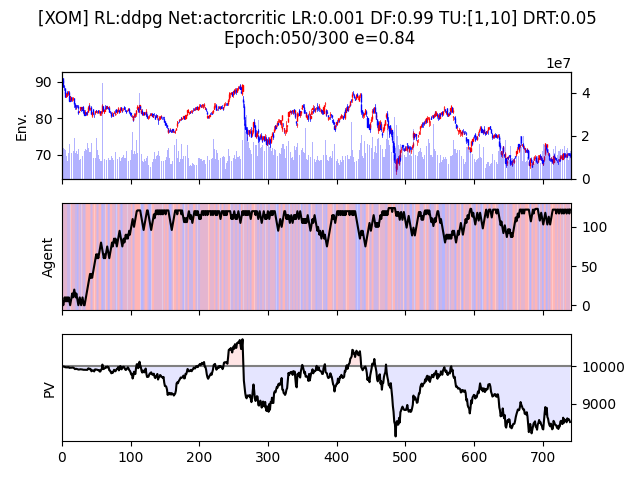 [XOM] RL:ddpg Net:actorcritic LR:0.001 DF:0.99 TU:[1,10] DRT:0.05
Epoch:050/300 e=0.84
1e7
90
80
70
Env.
4
2
0
Agent
100
50
0
PV
10000
9000
0 100 200 300 400 500 600 700